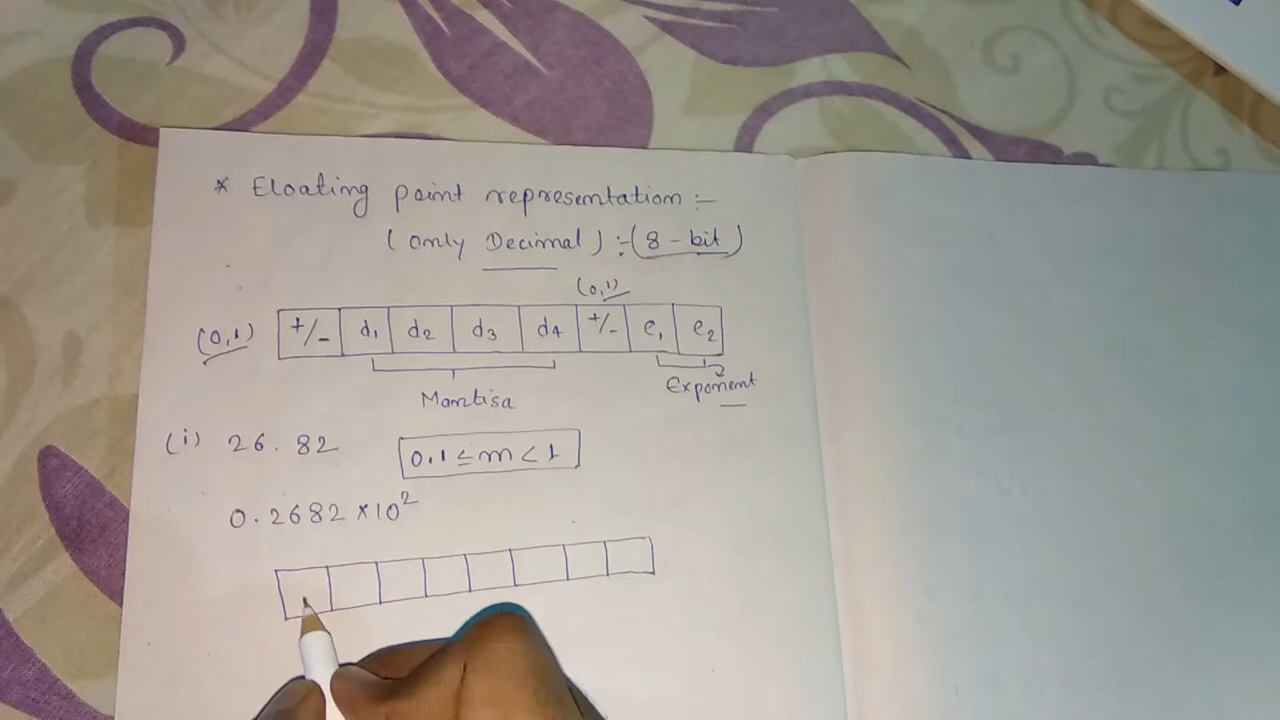 * Eloating point representation :-
( only Decimal ) :- ( 8 - bit )
(0,1)
(0,1) +/- d1 d2 d3 d4 +/- e1 e2
Mantisa Exponent
(i) 26.82 0.1 ≤ m < 1
0.2682 × 10²